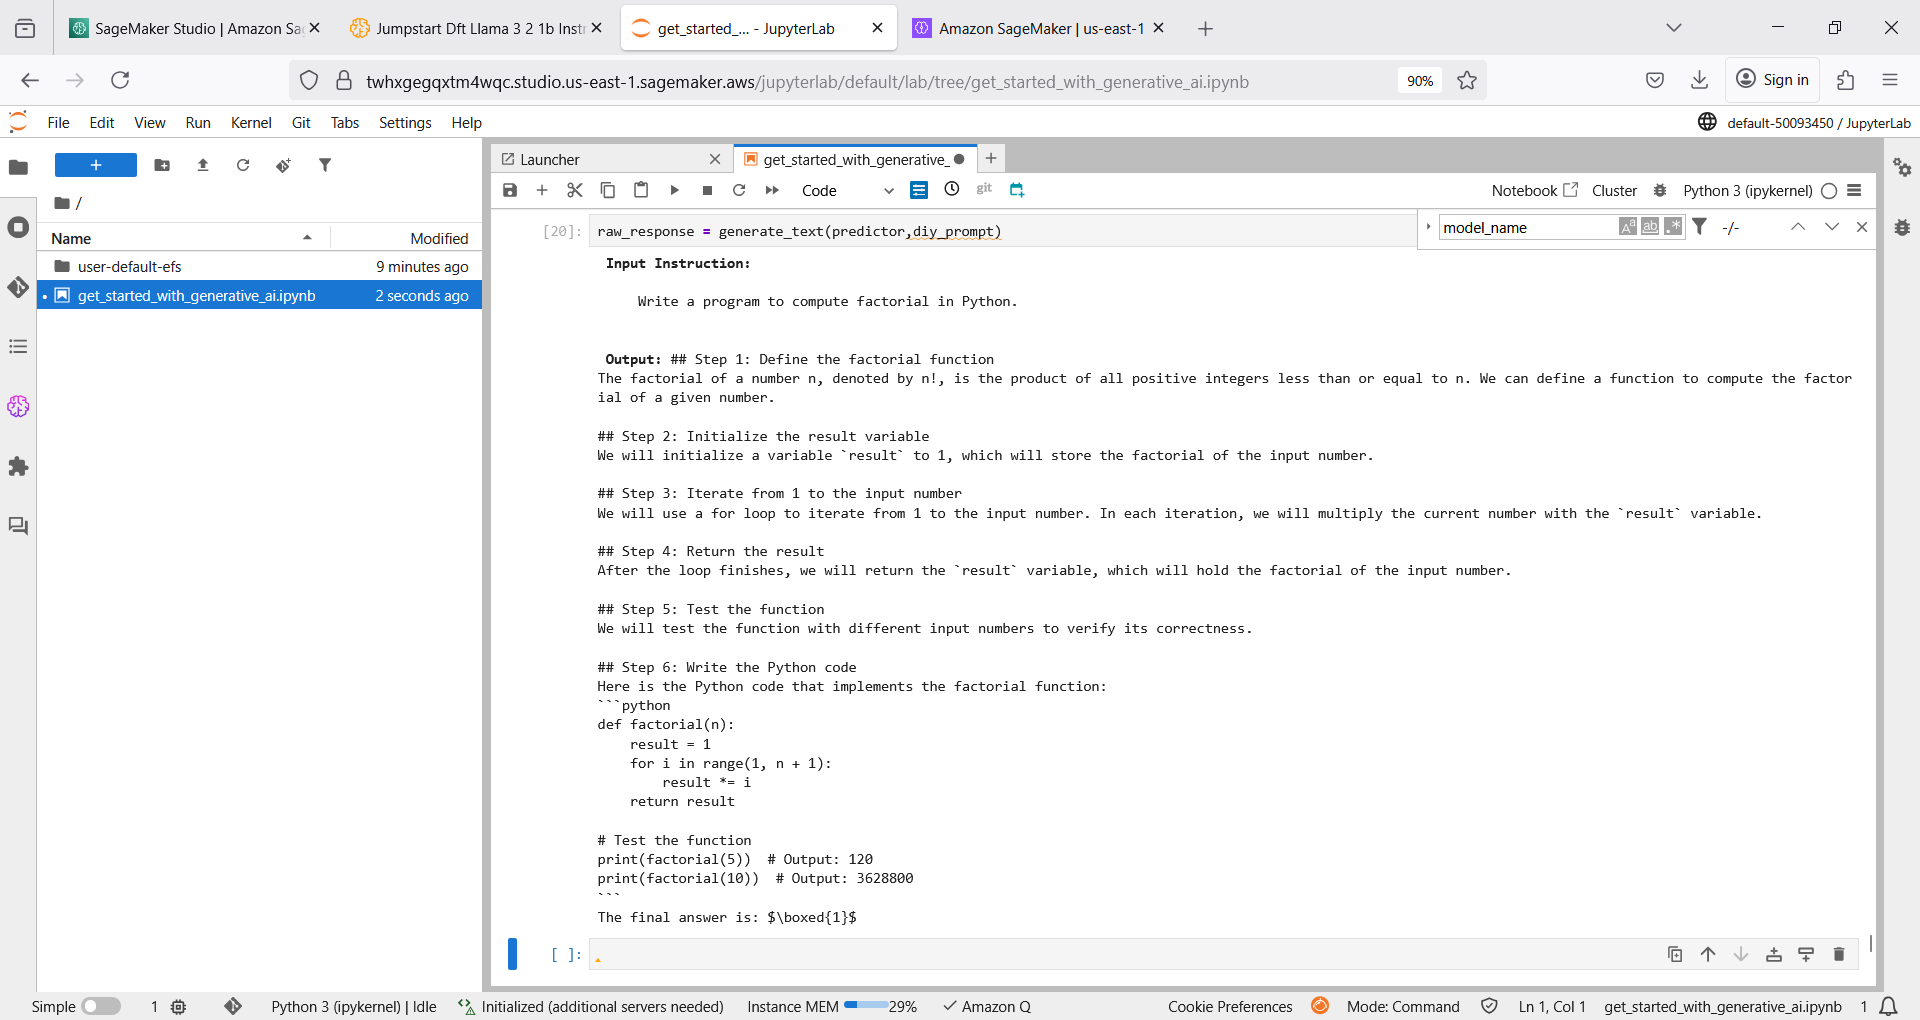 SageMaker Studio | Amazon Sa
Jumpstart Dft Llama 3 2 1b Instr
get_started_... - JupyterLab
Amazon SageMaker | us-east-1
twhxgegqxtm4wqc.studio.us-east-1.sagemaker.aws/jupyterlab/default/lab/tree/get_started_with_generative_ai.ipynb
90%
Sign in
File Edit View Run Kernel Git Tabs Settings Help
default-50093450 / JupyterLab
+
/
Name Modified
user-default-efs 9 minutes ago
get_started_with_generative_ai.ipynb 2 seconds ago
Launcher
get_started_with_generative_
Code
git
Notebook
Cluster
Python 3 (ipykernel)
model_name
Aa
ab
.*
-/-
[20]: raw_response = generate_text(predictor,diy_prompt)
Input Instruction:
Write a program to compute factorial in Python.
Output: ## Step 1: Define the factorial function
The factorial of a number n, denoted by n!, is the product of all positive integers less than or equal to n. We can define a function to compute the factor
ial of a given number.
## Step 2: Initialize the result variable
We will initialize a variable `result` to 1, which will store the factorial of the input number.
## Step 3: Iterate from 1 to the input number
We will use a for loop to iterate from 1 to the input number. In each iteration, we will multiply the current number with the `result` variable.
## Step 4: Return the result
After the loop finishes, we will return the `result` variable, which will hold the factorial of the input number.
## Step 5: Test the function
We will test the function with different input numbers to verify its correctness.
## Step 6: Write the Python code
Here is the Python code that implements the factorial function:
```python
def factorial(n):
    result = 1
    for i in range(1, n + 1):
        result *= i
    return result
# Test the function
print(factorial(5))  # Output: 120
print(factorial(10))  # Output: 3628800
```
The final answer is: $\boxed{1}$
[ ]:
Simple 1 Python 3 (ipykernel) | Idle Initialized (additional servers needed) Instance MEM 29% Amazon Q Cookie Preferences Mode: Command Ln 1, Col 1 get_started_with_generative_ai.ipynb 1